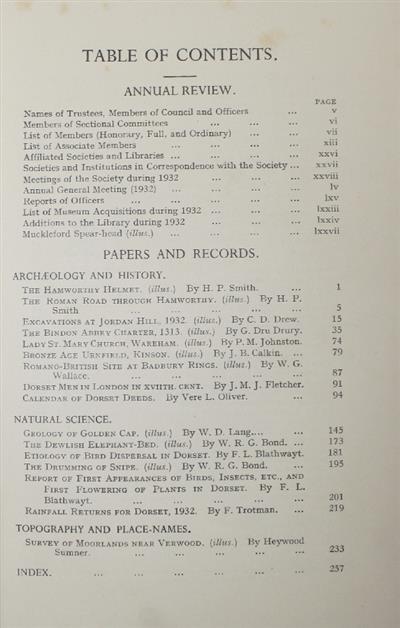 TABLE OF CONTENTS.
ANNUAL REVIEW.
PAGE
Names of Trustees, Members of Council and Officers ... v
Members of Sectional Committees ... ... ... vi
List of Members (Honorary, Full, and Ordinary) ... ... vii
List of Associate Members ... ... ... xiii
Affiliated Societies and Libraries ... ... ... ... xxvi
Societies and Institutions in Correspondence with the Society ... xxvii
Meetings of the Society during 1932 ... ... ... xxviii
Annual General Meeting (1932) ... ... ... ... lv
Reports of Officers ... ... ... ... lxv
List of Museum Acquisitions during 1932 ... ... ... lxxiii
Additions to the Library during 1932 ... ... ... lxxiv
Muckleford Spear-head (illus.) ... ... ... ... lxxvii
PAPERS AND RECORDS.
ARCHÆOLOGY AND HISTORY.
The Hamworthy Helmet. (illus.) By H. P. Smith. ... 1
The Roman Road through Hamworthy. (illus.) By H. P.
Smith ... ... ... ... ... 5
Excavations at Jordan Hill, 1932. (illus.) By C. D. Drew. 15
The Bindon Abbey Charter, 1313. (illus.) By G. Dru Drury. 35
Lady St. Mary Church, Wareham. (illus.) By P. M. Johnston. 74
Bronze Age Urnfield, Kinson. (illus.) By J. B. Calkin. ... 79
Romano-British Site at Badbury Rings. (illus.) By W. G.
Wallace. ... ... ... ... ... 87
Dorset Men in London in XVIIth. cent. By J. M. J. Fletcher. 91
Calendar of Dorset Deeds. By Vere L. Oliver. ... 94
NATURAL SCIENCE.
Geology of Golden Cap. (illus.) By W. D. Lang.... ... 145
The Dewlish Elephant-Bed. (illus.) By W. R. G. Bond. ... 173
Etiology of Bird Dispersal in Dorset. By F. L. Blathwayt. 181
The Drumming of Snipe. (illus.) By W. R. G. Bond. ... 195
Report of First Appearances of Birds, Insects, etc., and
First Flowering of Plants in Dorset. By F. L.
Blathwayt. ... ... ... ... ... 201
Rainfall Returns for Dorset, 1932. By F. Trotman. ... 219
TOPOGRAPHY AND PLACE-NAMES.
Survey of Moorlands near Verwood. (illus.) By Heywood
Sumner. ... ... ... ... ... 233
INDEX. ... ... ... ... ... ... 257